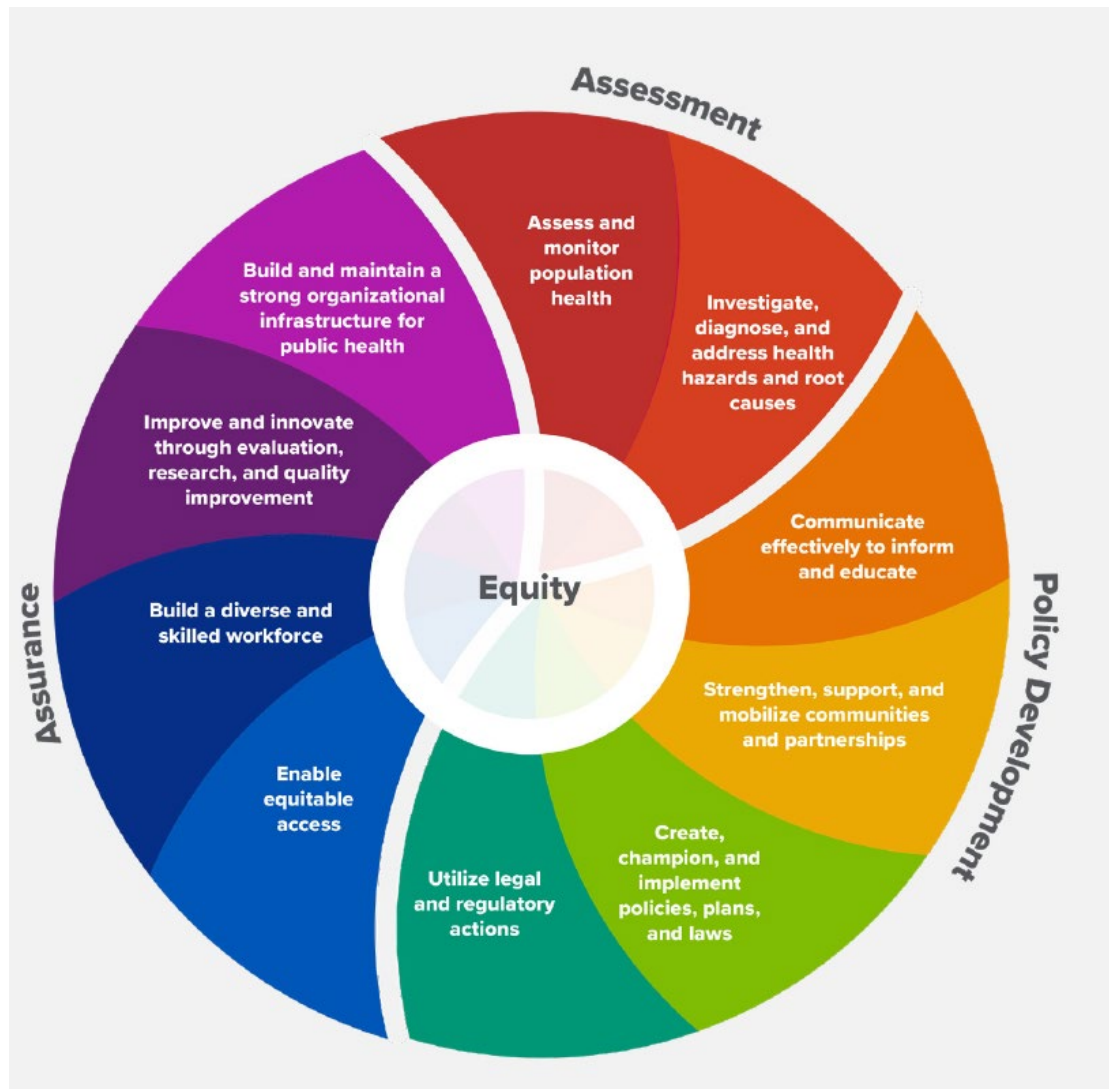 Assessment
Assess and
monitor
population
health
Investigate,
diagnose, and
address health
hazards and root
causes
Communicate
effectively to inform
and educate
Strengthen, support, and
mobilize communities
and partnerships
Create,
champion, and
implement
policies, plans,
and laws
Utilize legal
and regulatory
actions
Policy Development
Enable
equitable
access
Build a diverse and
skilled workforce
Improve and innovate
through evaluation,
research, and quality
improvement
Build and maintain a
strong organizational
infrastructure for
public health
Assurance
Equity